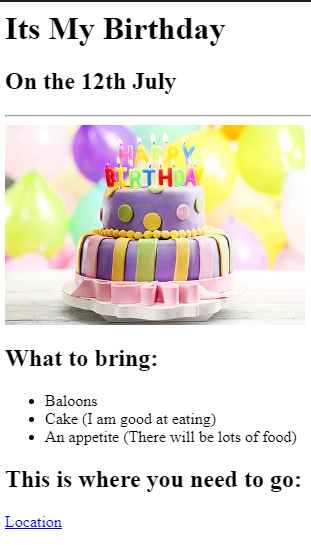 Its My Birthday
On the 12th July
HAPPY
BIRTHDAY
What to bring:
Baloons
Cake (I am good at eating)
An appetite (There will be lots of food)
This is where you need to go:
Location